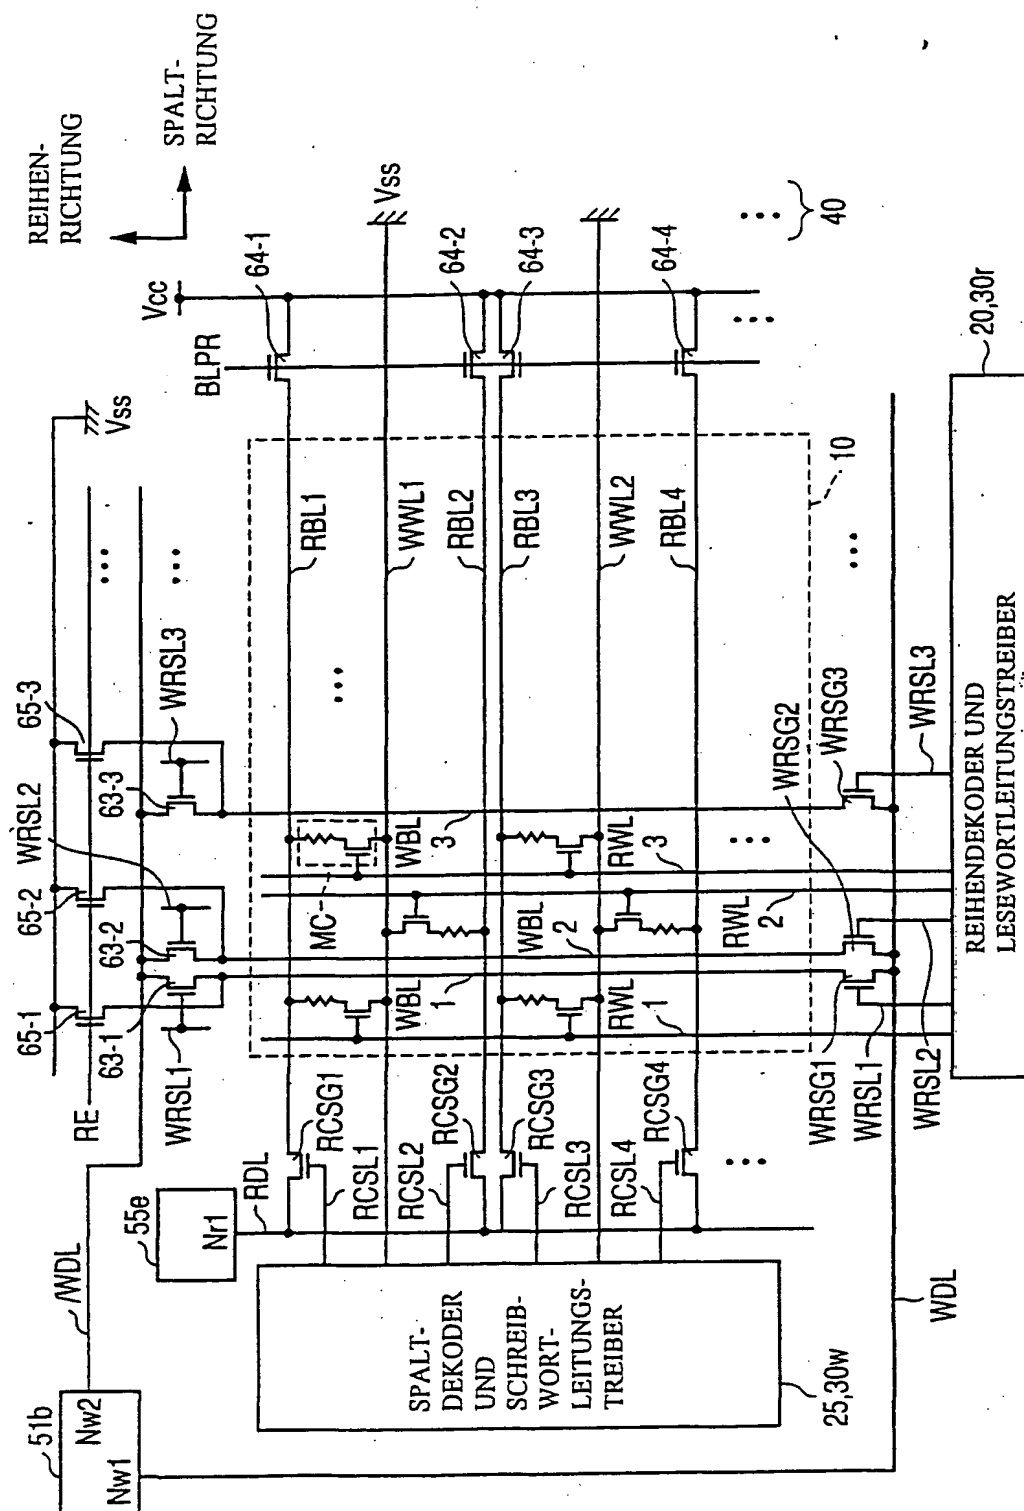 REIHEN-
RICHTUNG
SPALT-
RICHTUNG
51b
Nw2
Nw1
/WDL
55e
Nr1
RDL
RE
65-1
65-2
65-3
63-1
63-2
63-3
WRSL1
WRSL2
WRSL3
Vss
Vcc
BLPR
64-1
64-2
64-3
64-4
Vss
40
RCSG1
RCSL1
RCSL2
RCSG2
RCSG3
RCSL3
RCSL4
RCSG4
MC
WBL
1
WBL
2
WBL
3
RWL
1
RWL
2
RWL
3
RBL1
WWL1
RBL2
RBL3
WWL2
RBL4
10
SPALT-
DEKODER
UND
SCHREIB-
WORT-
LEITUNGS-
TREIBER
25,30w
WDL
WRSG1
WRSL1
WRSL2
WRSG2
WRSG3
WRSL3
REIHENDEKODER UND
LESEWORTLEITUNGSTREIBER
20,30r